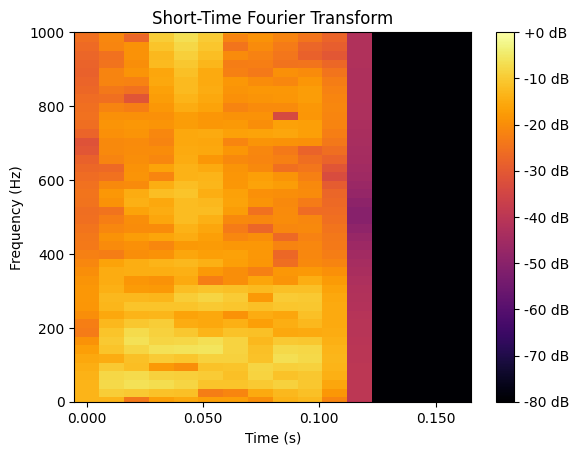 Short-Time Fourier Transform
1000
800
600
400
200
0
Frequency (Hz)
0.000
0.050
0.100
0.150
Time (s)
+0 dB
-10 dB
-20 dB
-30 dB
-40 dB
-50 dB
-60 dB
-70 dB
-80 dB